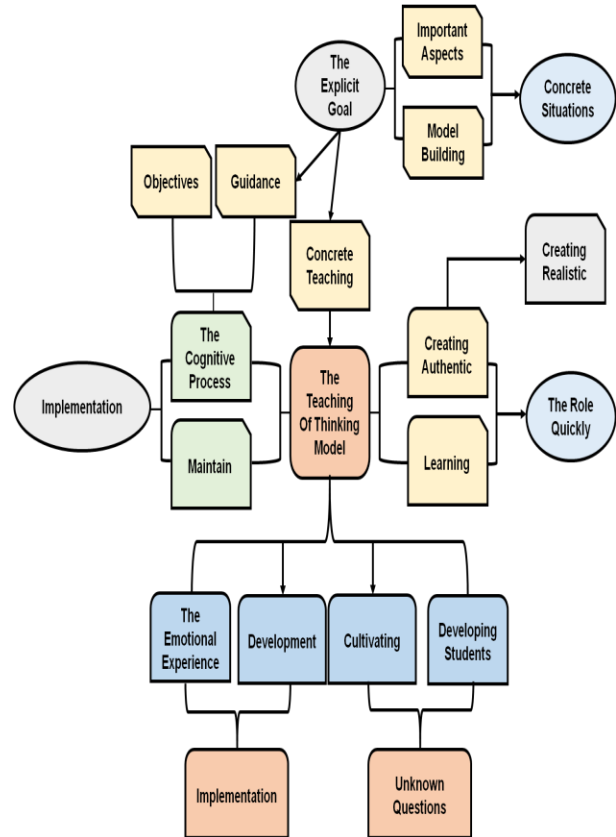 The
Explicit
Goal
Important
Aspects
Model
Building
Concrete
Situations
Objectives
Guidance
Concrete
Teaching
Creating
Realistic
The
Cognitive
Process
Implementation
Maintain
The
Teaching
Of Thinking
Model
Creating
Authentic
Learning
The Role
Quickly
The
Emotional
Experience
Development
Cultivating
Developing
Students
Implementation
Unknown
Questions